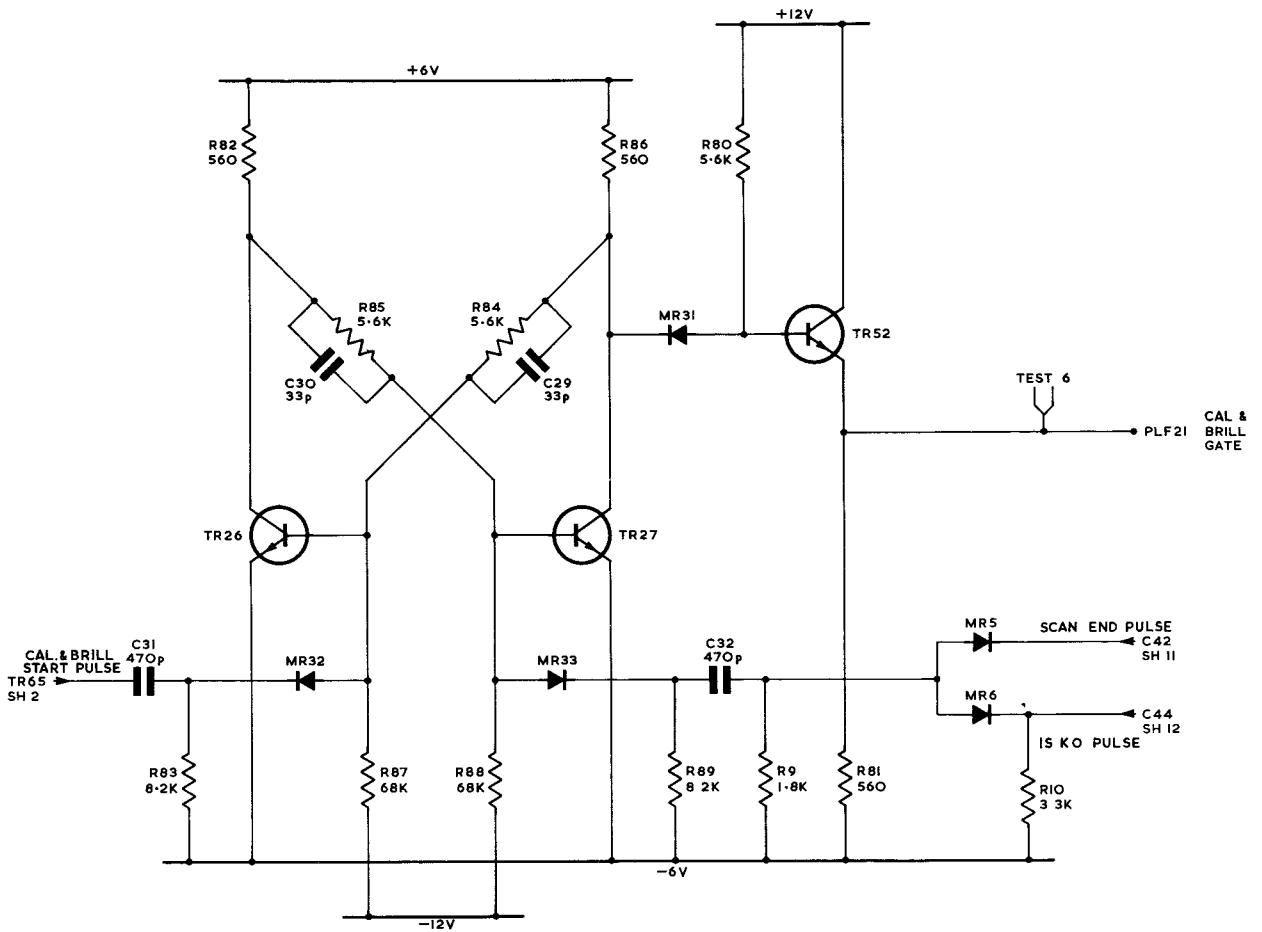 +12V
+6V
R82
560
R86
560
R80
5·6K
R85
5·6K
R84
5·6K
MR31
TR52
C30
33p
C29
33p
TEST 6
PLF21
CAL &
BRILL
GATE
TR26
TR27
CAL.& BRILL
START PULSE
TR65
SH 2
C31
470p
MR32
MR33
C32
470p
MR5
SCAN END PULSE
C42
SH 11
MR6
C44
SH 12
IS KO PULSE
R83
8·2K
R87
68K
R88
68K
R89
8 2K
R9
1·8K
R81
560
R10
3 3K
-6V
-12V